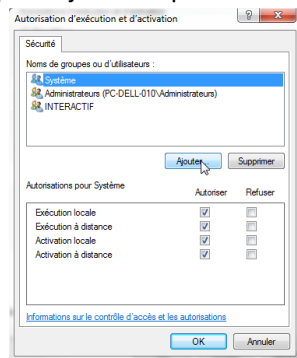 Autorisation d'exécution et d'activation
Sécurité
Noms de groupes ou d'utilisateurs :
Système
Administrateurs (PC-DELL-010\Administrateurs)
INTERACTIF
Ajouter... Supprimer
Autorisations pour Système Autoriser Refuser
Exécution locale
Exécution à distance
Activation locale
Activation à distance
Informations sur le contrôle d'accès et les autorisations
OK Annuler